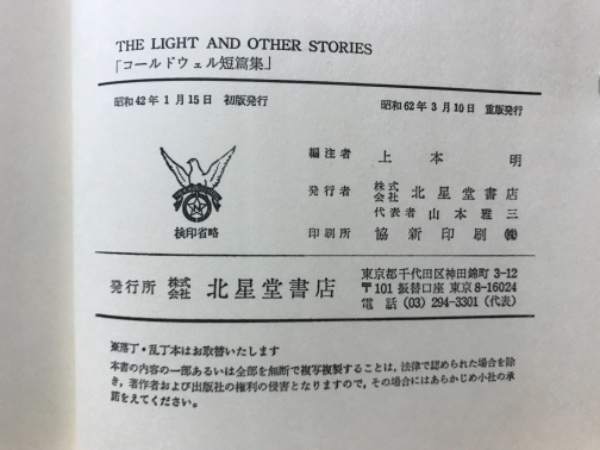 THE LIGHT AND OTHER STORIES
「コールドウェル短篇集」
昭和42年1月15日 初版発行 昭和62年3月10日 重版発行
編注者 上本 明
発行者 株式会社 北星堂書店
代表者 山本雅三
印刷所 協新印刷㈱
検印省略
発行所 株式会社 北星堂書店
東京都千代田区神田錦町 3-12
〒101 振替口座 東京 8-16024
電話 (03) 294-3301 (代表)
※落丁・乱丁本はお取替いたします
本書の内容の一部あるいは全部を無断で複写複製することは，法律で認められた場合を除
き，著作者および出版社の権利の侵害となりますので，その場合にはあらかじめ小社の承
諾をえてください。